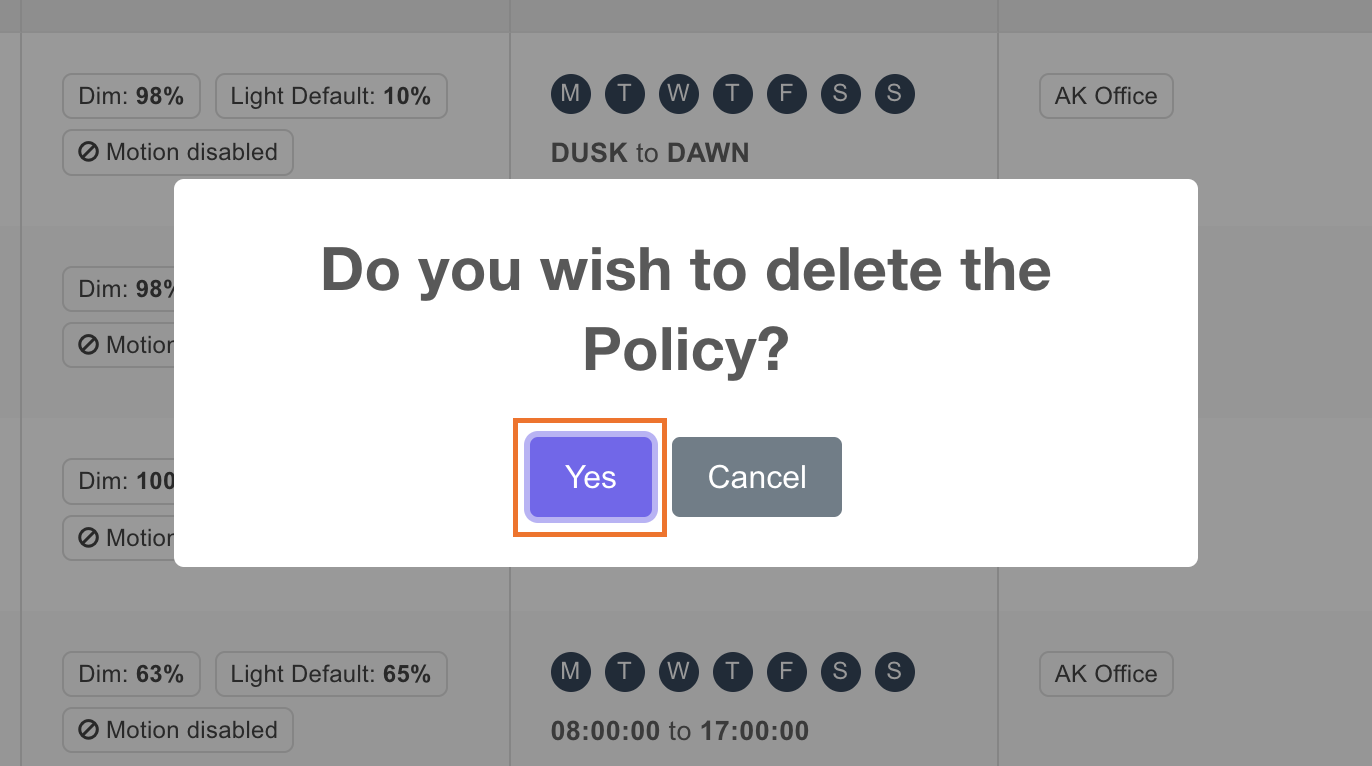 Dim: 98% Light Default: 10%
M T W T F S S
AK Office
Motion disabled
DUSK to DAWN
Do you wish to delete the
Policy?
Dim: 98%
Motion
Yes Cancel
Dim: 100
Motion
Dim: 63% Light Default: 65%
M T W T F S S
AK Office
Motion disabled
08:00:00 to 17:00:00